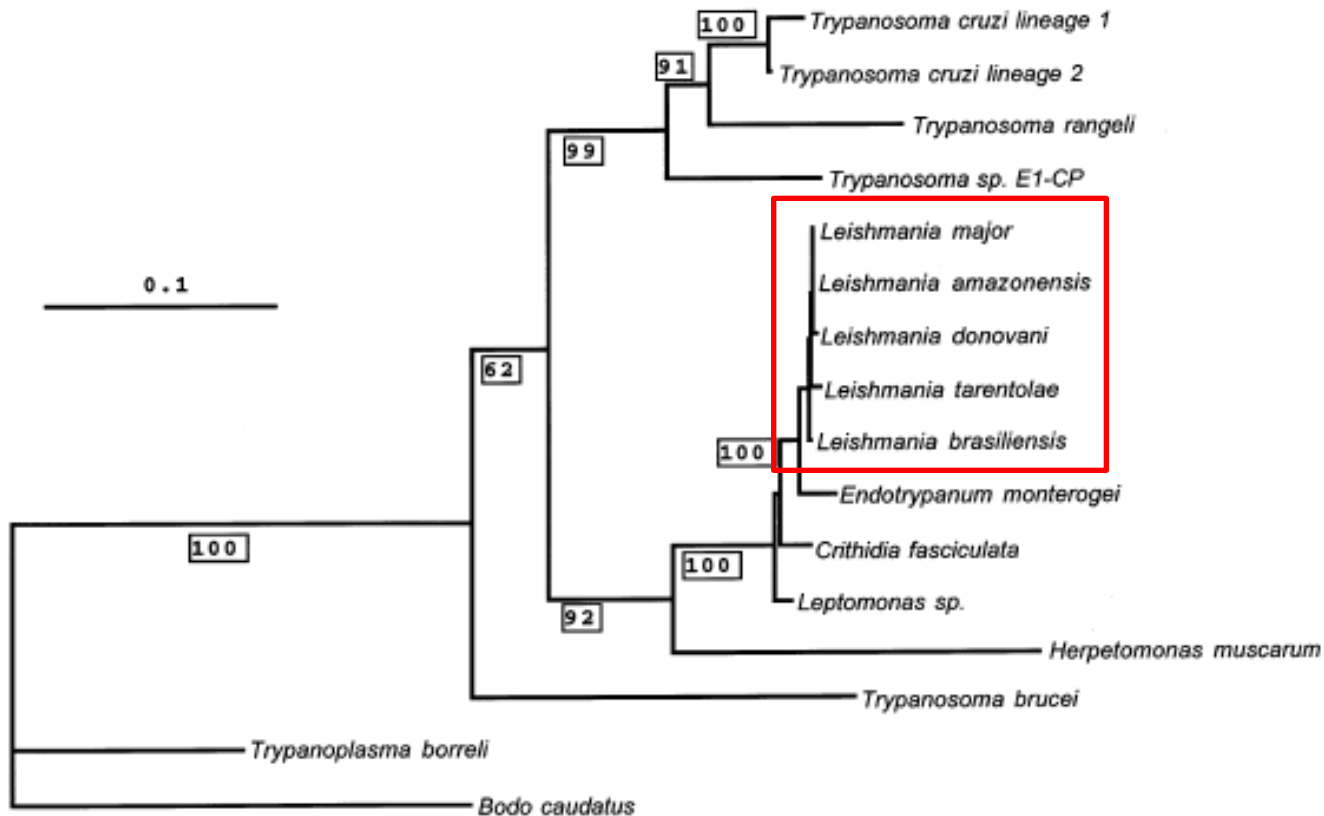 100
Trypanosoma cruzi lineage 1
91
Trypanosoma cruzi lineage 2
Trypanosoma rangeli
99
Trypanosoma sp. E1-CP
Leishmania major
0.1
Leishmania amazonensis
Leishmania donovani
62
Leishmania tarentolae
Leishmania brasiliensis
100
Endotrypanum monterogei
100
Crithidia fasciculata
100
Leptomonas sp.
92
Herpetomonas muscarum
Trypanosoma brucei
Trypanoplasma borreli
Bodo caudatus